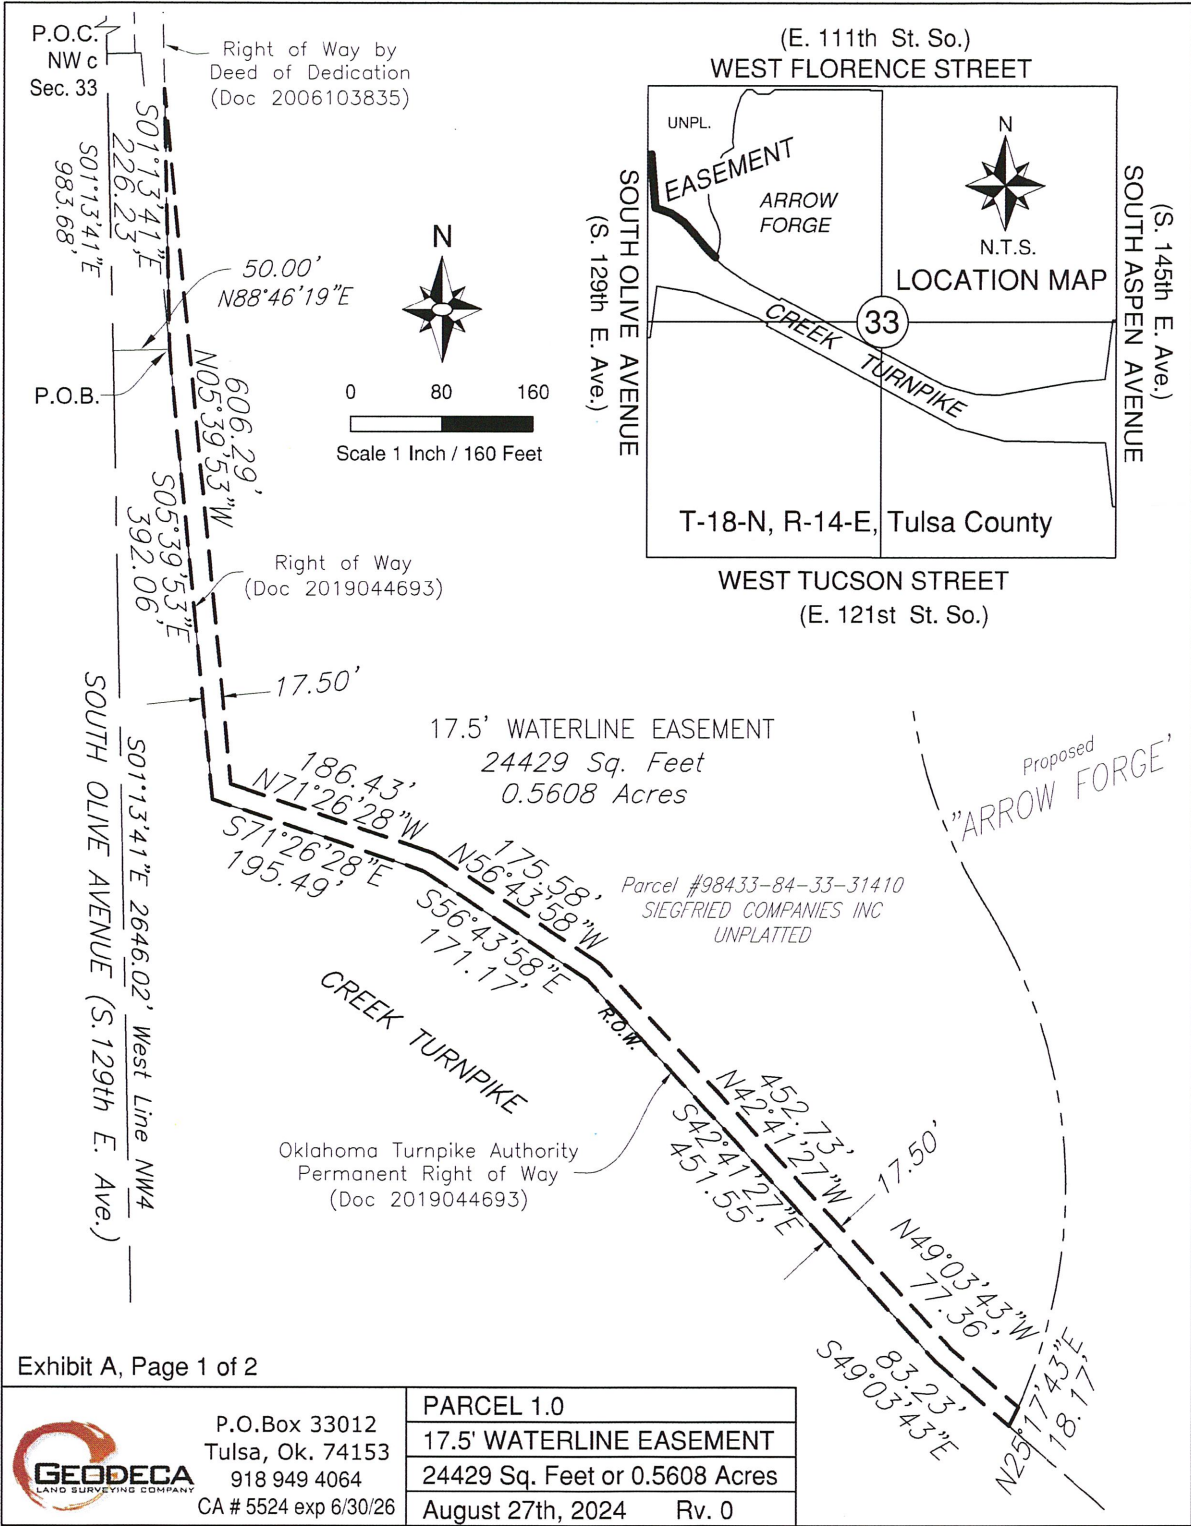 P.O.C.
NW c
Sec. 33
Right of Way by
Deed of Dedication
(Doc 2006103835)
S01°13'41"E
226.23'
S01°13'41"E
983.68'
50.00'
N88°46'19"E
P.O.B.
606.29'
N05°39'53"W
S05°39'53"E
392.06'
Right of Way
(Doc 2019044693)
17.50'
N
0 80 160
Scale 1 Inch / 160 Feet
(E. 111th St. So.)
WEST FLORENCE STREET
UNPL.
EASEMENT
ARROW
FORGE
N
N.T.S.
LOCATION MAP
33
CREEK TURNPIKE
T-18-N, R-14-E, Tulsa County
SOUTH OLIVE AVENUE
(S. 129th E. Ave.)
(S. 145th E. Ave.)
SOUTH ASPEN AVENUE
WEST TUCSON STREET
(E. 121st St. So.)
17.5' WATERLINE EASEMENT
24429 Sq. Feet
0.5608 Acres
186.43'
N71°26'28"W
S71°26'28"E
195.49'
175.58'
N56°43'58"W
S56°43'58"E
171.17'
Parcel #98433-84-33-31410
SIEGFRIED COMPANIES INC
UNPLATTED
Proposed
"ARROW FORGE'
S01°13'41"E 2646.02' West Line NW4
SOUTH OLIVE AVENUE (S.129th E. Ave.)
CREEK TURNPIKE
R.O.W.
Oklahoma Turnpike Authority
Permanent Right of Way
(Doc 2019044693)
452.73'
N42°41'27"W
S42°41'27"E
451.55'
17.50'
N49°03'43"W
77.36'
83.23'
S49°03'43"E
N25°17'43"E
18.17'
Exhibit A, Page 1 of 2
GEODECA
LAND SURVEYING COMPANY
P.O.Box 33012
Tulsa, Ok. 74153
918 949 4064
CA # 5524 exp 6/30/26
PARCEL 1.0
17.5' WATERLINE EASEMENT
24429 Sq. Feet or 0.5608 Acres
August 27th, 2024 Rv. 0